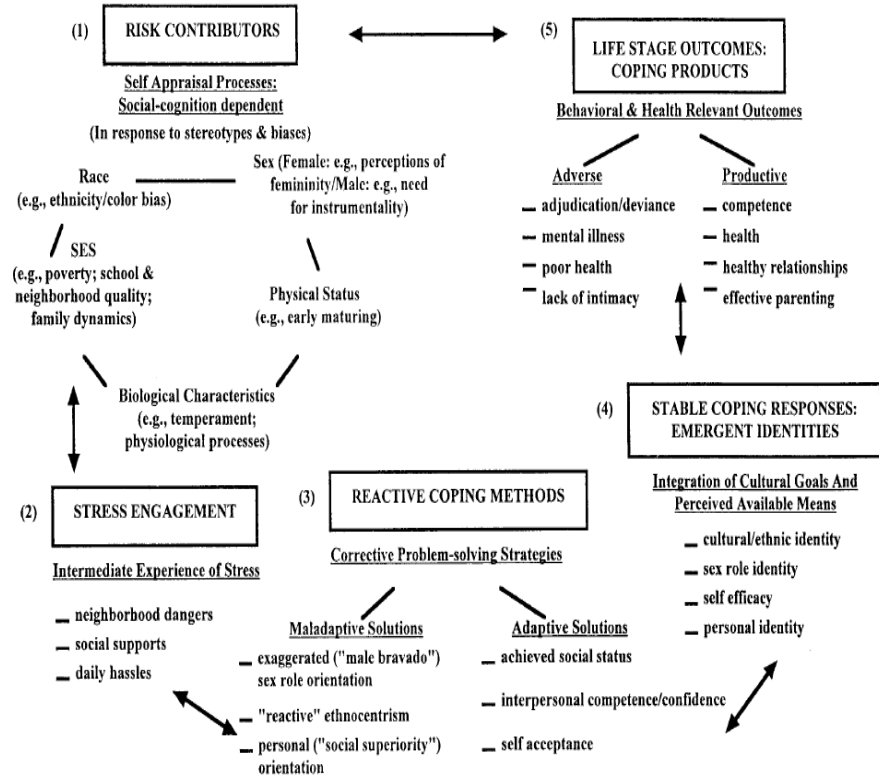 (1)
RISK CONTRIBUTORS
Self Appraisal Processes:
Social-cognition dependent
(In response to stereotypes & biases)
Race
(e.g., ethnicity/color bias)
Sex (Female: e.g., perceptions of
femininity/Male: e.g., need
for instrumentality)
SES
(e.g., poverty; school &
neighborhood quality;
family dynamics)
Physical Status
(e.g., early maturing)
Biological Characteristics
(e.g., temperament;
physiological processes)
(2)
STRESS ENGAGEMENT
Intermediate Experience of Stress
neighborhood dangers
social supports
daily hassles
(3)
REACTIVE COPING METHODS
Corrective Problem-solving Strategies
Maladaptive Solutions
exaggerated ("male bravado")
sex role orientation
"reactive" ethnocentrism
personal ("social superiority")
orientation
Adaptive Solutions
achieved social status
interpersonal competence/confidence
self acceptance
(4)
STABLE COPING RESPONSES:
EMERGENT IDENTITIES
Integration of Cultural Goals And
Perceived Available Means
cultural/ethnic identity
sex role identity
self efficacy
personal identity
(5)
LIFE STAGE OUTCOMES:
COPING PRODUCTS
Behavioral & Health Relevant Outcomes
Adverse
adjudication/deviance
mental illness
poor health
lack of intimacy
Productive
competence
health
healthy relationships
effective parenting